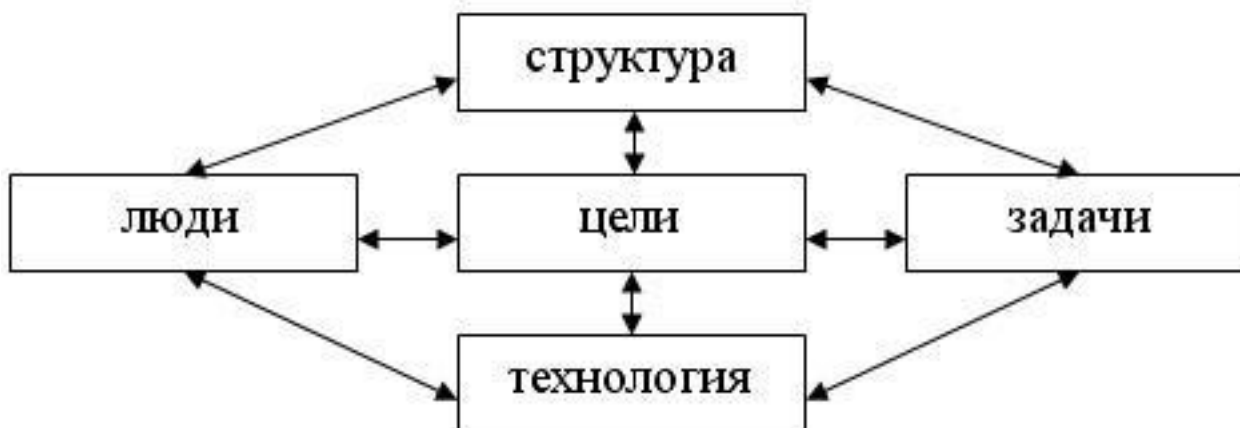 структура
люди
цели
задачи
технология